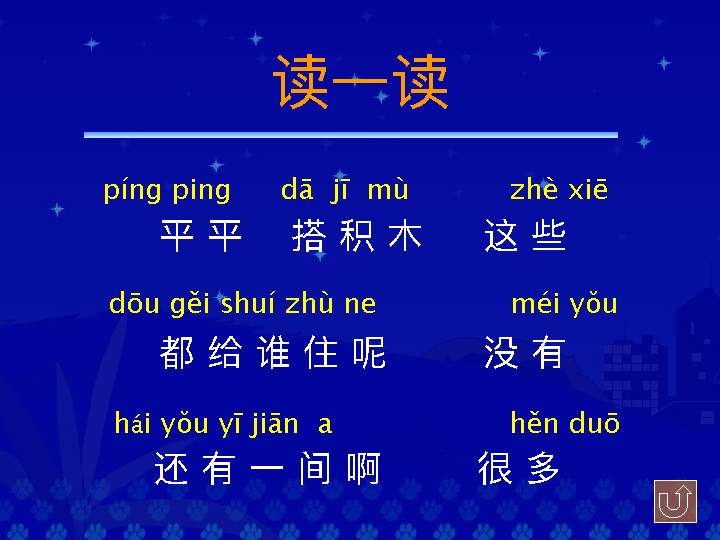 读一读
píng ping dā jī mù zhè xiē
平平 搭积木 这些
dōu gěi shuí zhù ne méi yǒu
都给谁住呢 没有
hái yǒu yī jiān a hěn duō
还有一间啊 很多